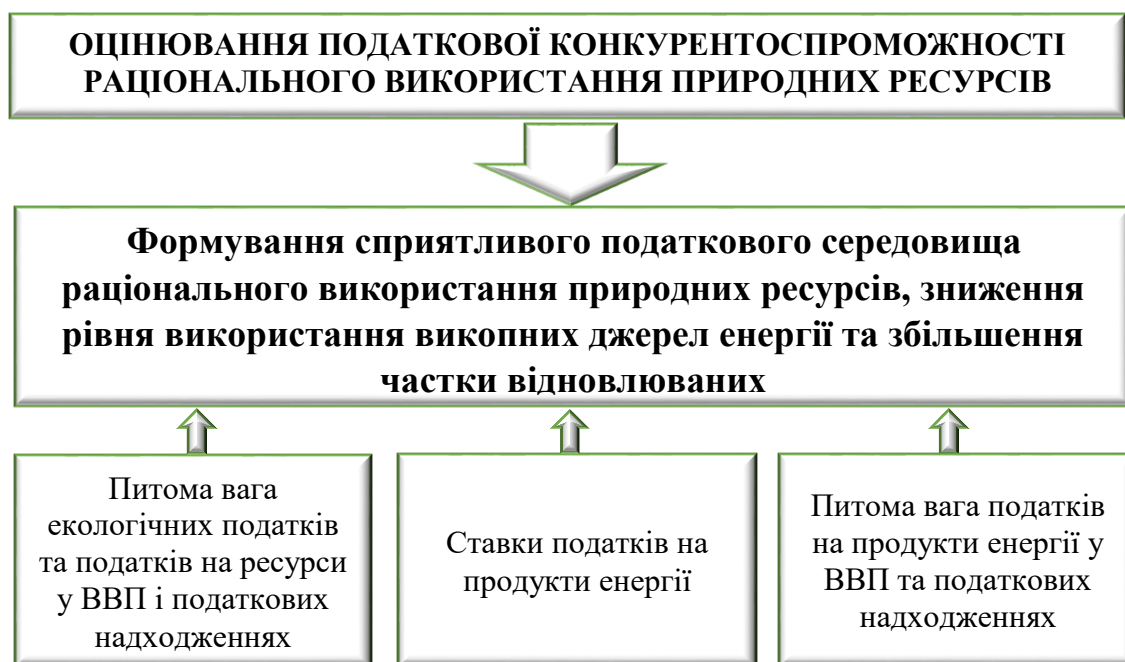 ОЦІНЮВАННЯ ПОДАТКОВОЇ КОНКУРЕНТОСПРОМОЖНОСТІ
РАЦІОНАЛЬНОГО ВИКОРИСТАННЯ ПРИРОДНИХ РЕСУРСІВ
Формування сприятливого податкового середовища
раціонального використання природних ресурсів, зниження
рівня використання викопних джерел енергії та збільшення
частки відновлюваних
Питома вага
екологічних податків
та податків на ресурси
у ВВП і податкових
надходженнях
Ставки податків на
продукти енергії
Питома вага податків
на продукти енергії у
ВВП та податкових
надходженнях